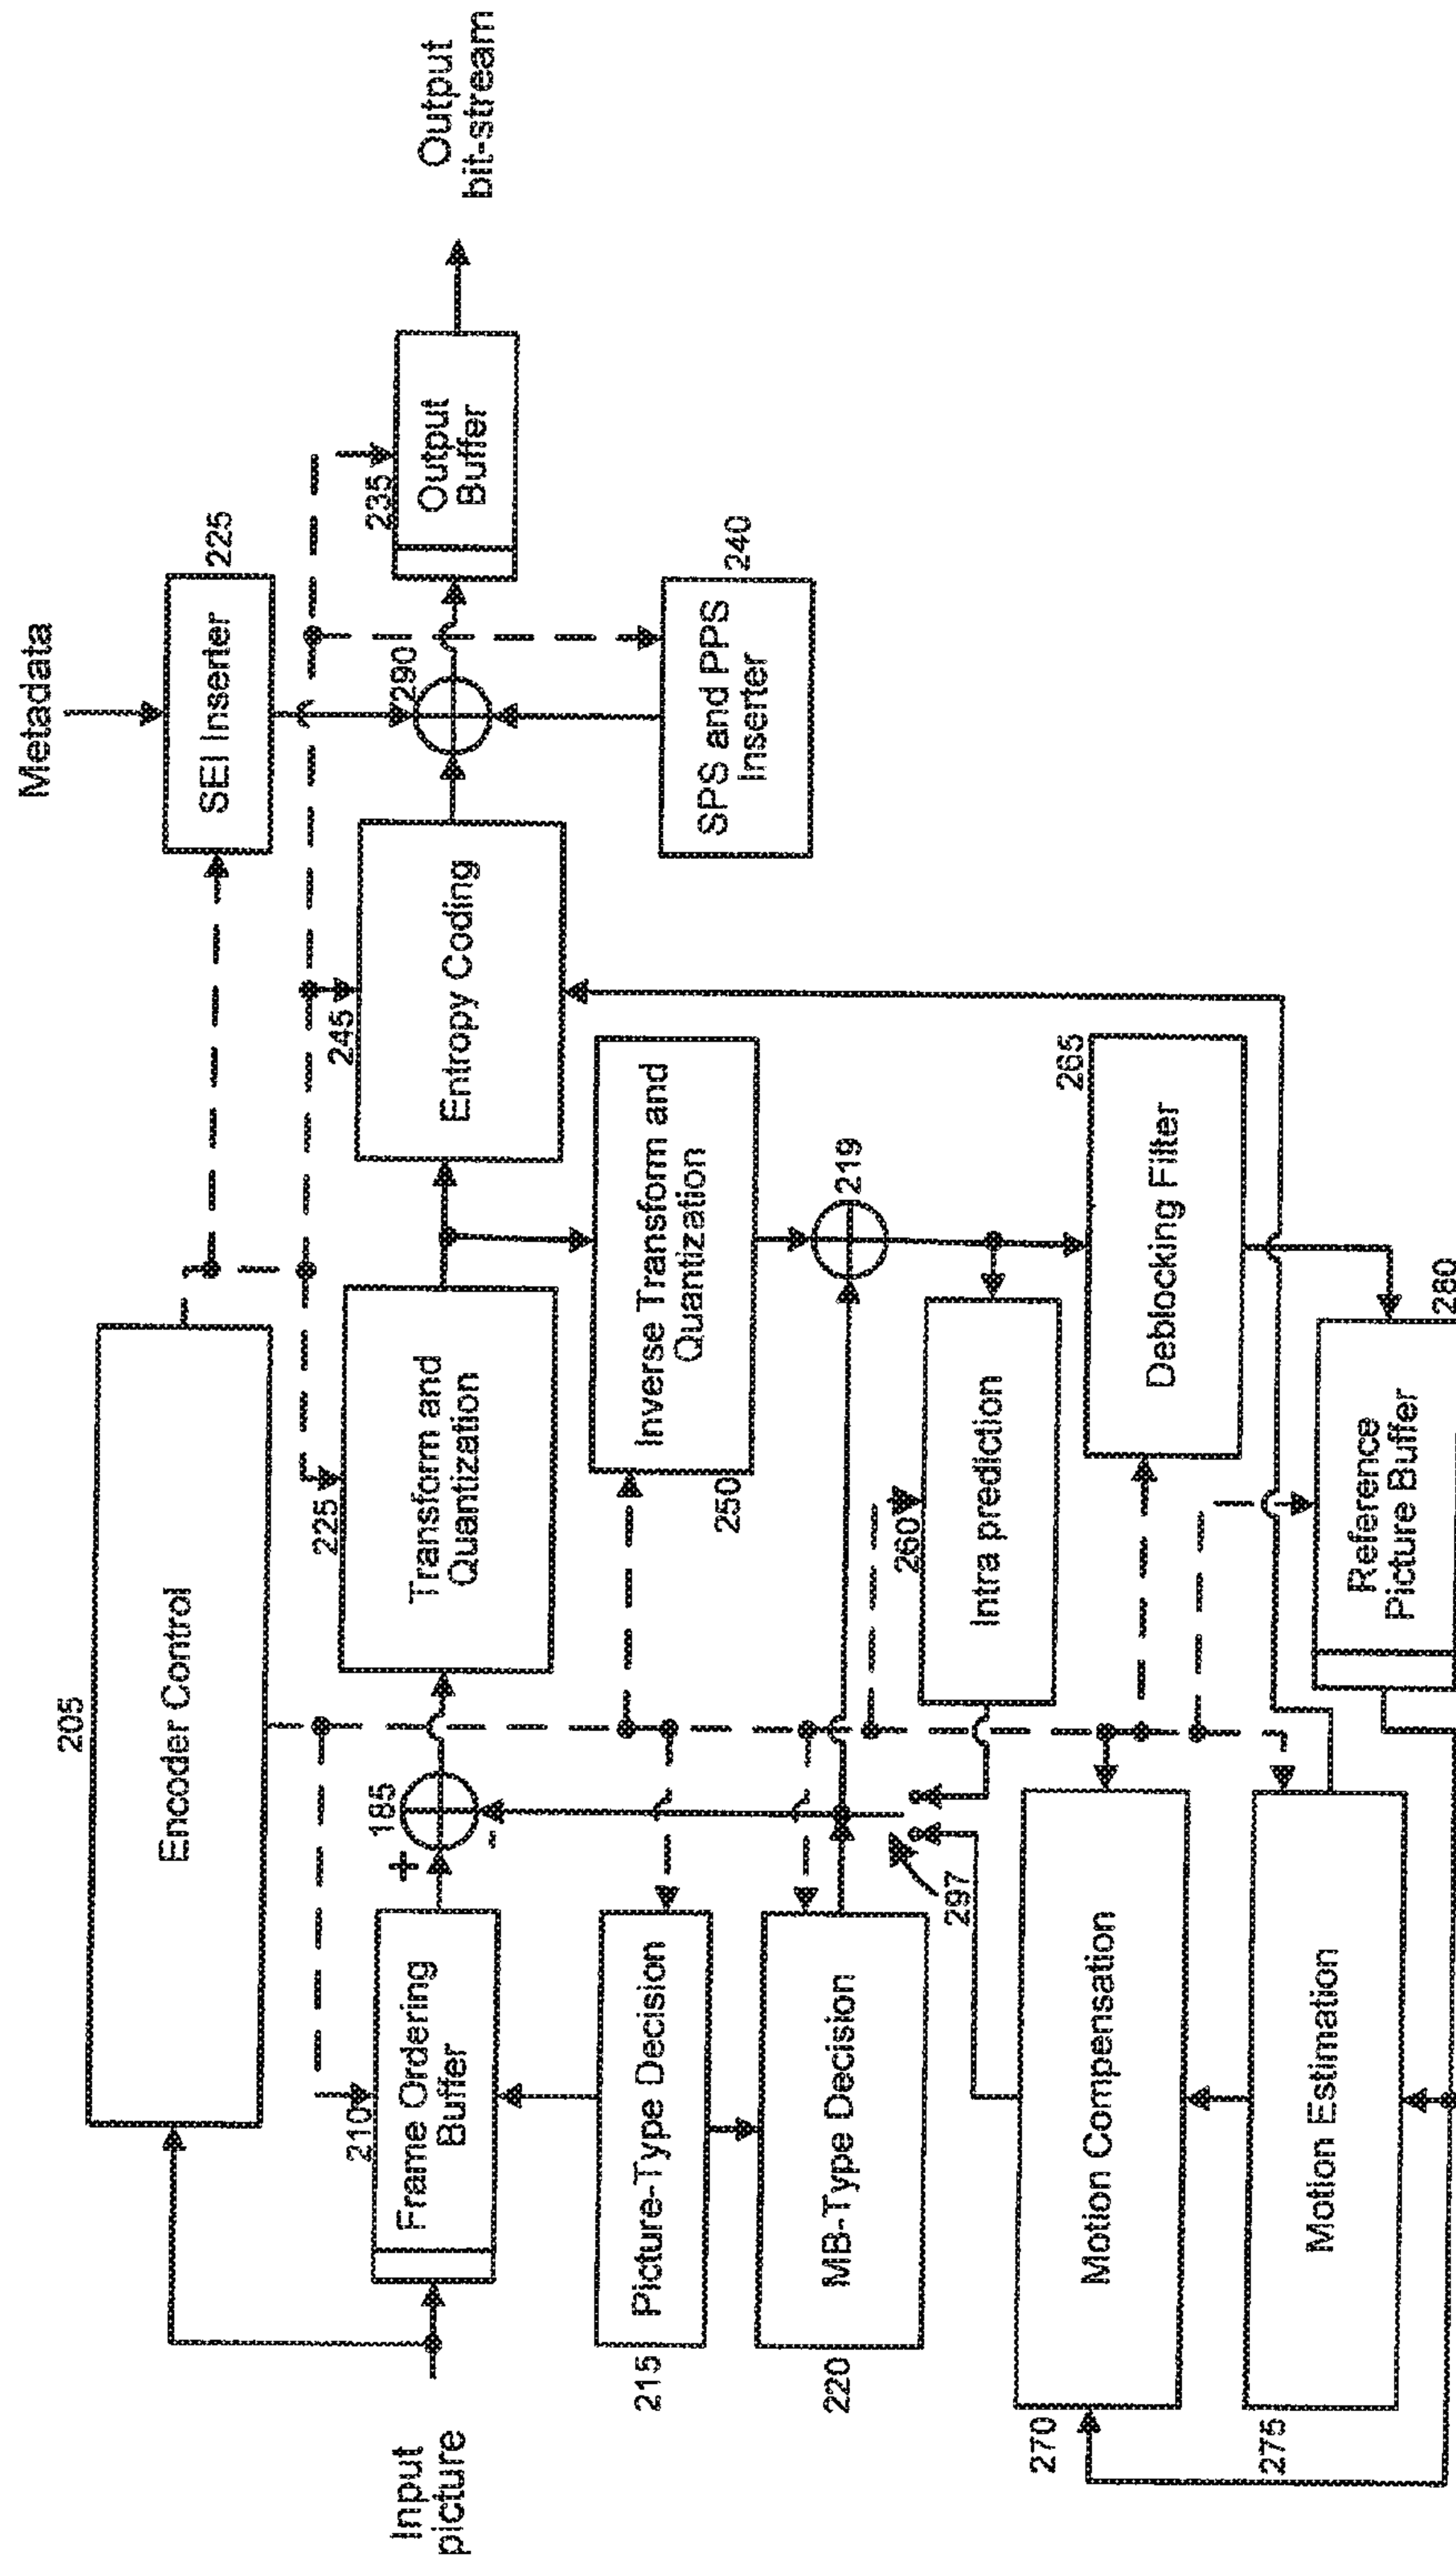 Metadata
205
Encoder Control
SEI Inserter
225
Input
picture
210
Frame Ordering
Buffer
+
185
-
225
Transform and
Quantization
245
Entropy Coding
290
235
Output
Buffer
Output
bit-stream
215
Picture-Type Decision
250
Inverse Transform and
Quantization
SPS and PPS
Inserter
240
220
MB-Type Decision
219
297
260
Intra prediction
270
Motion Compensation
265
Deblocking Filter
275
Motion Estimation
Reference
Picture Buffer
280